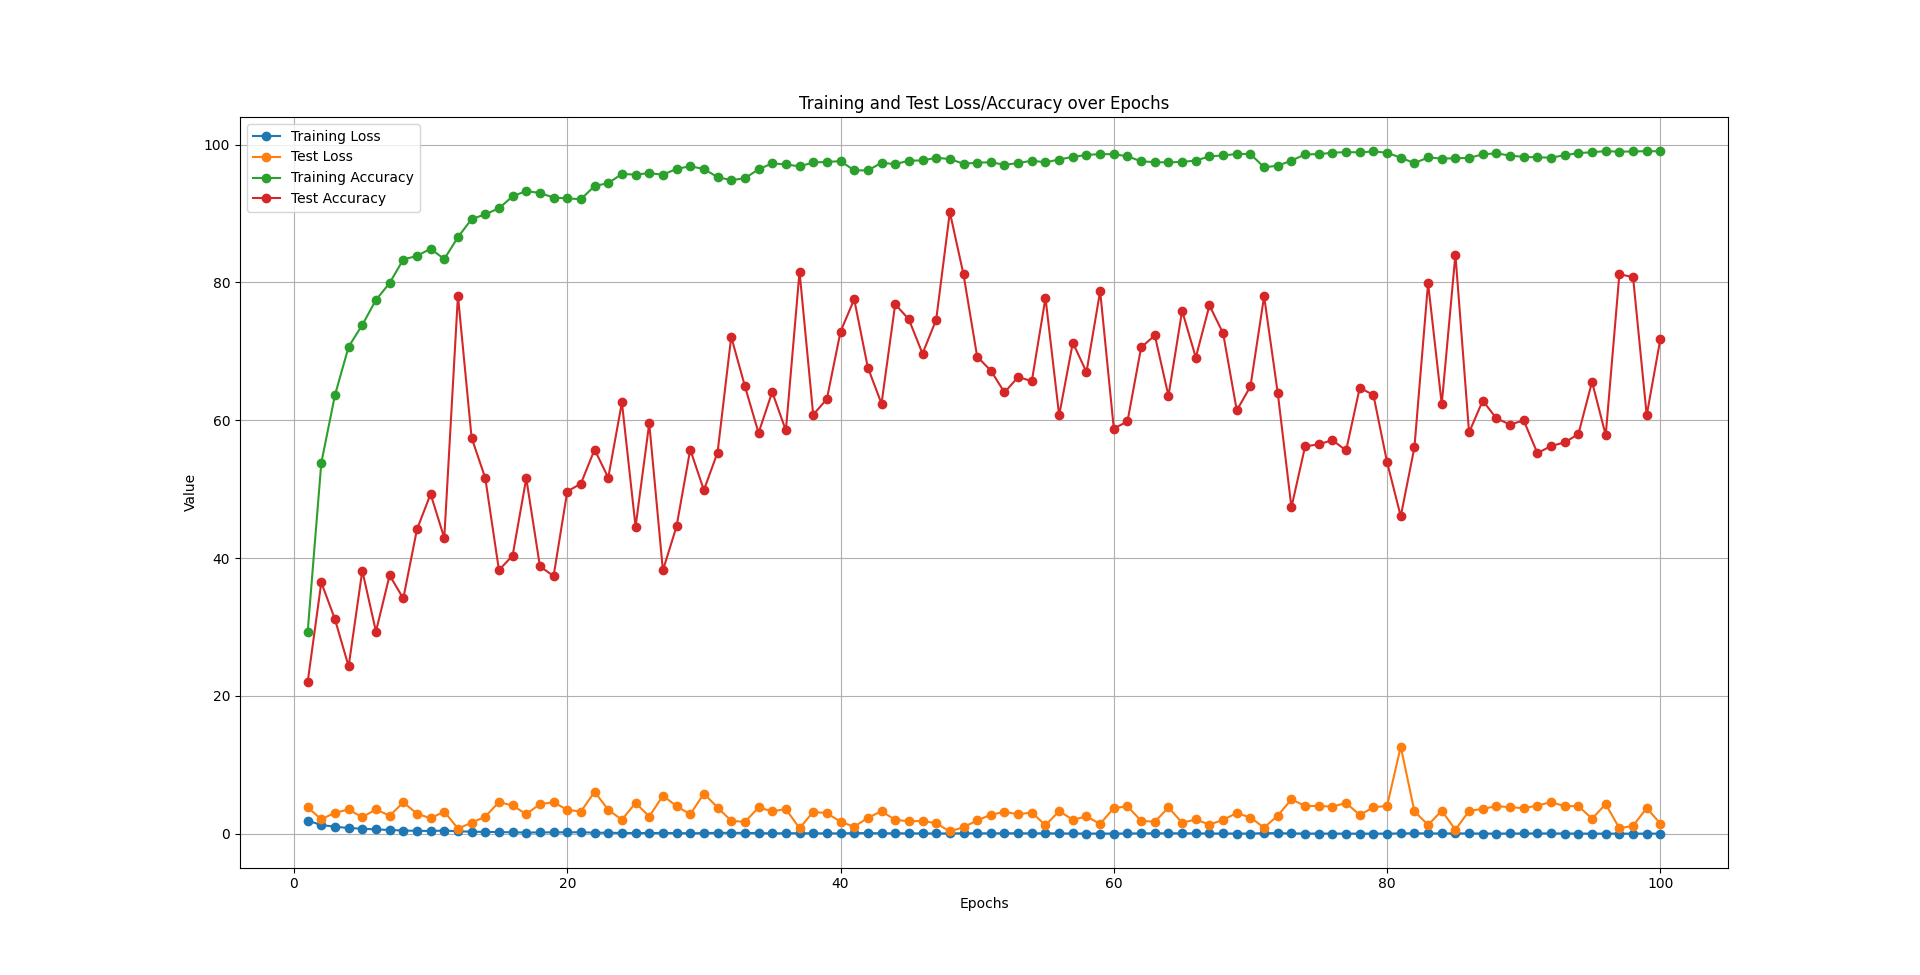 Training and Test Loss/Accuracy over Epochs
Training Loss
Test Loss
Training Accuracy
Test Accuracy
100
80
60
40
20
0
Value
0 20 40 60 80 100
Epochs